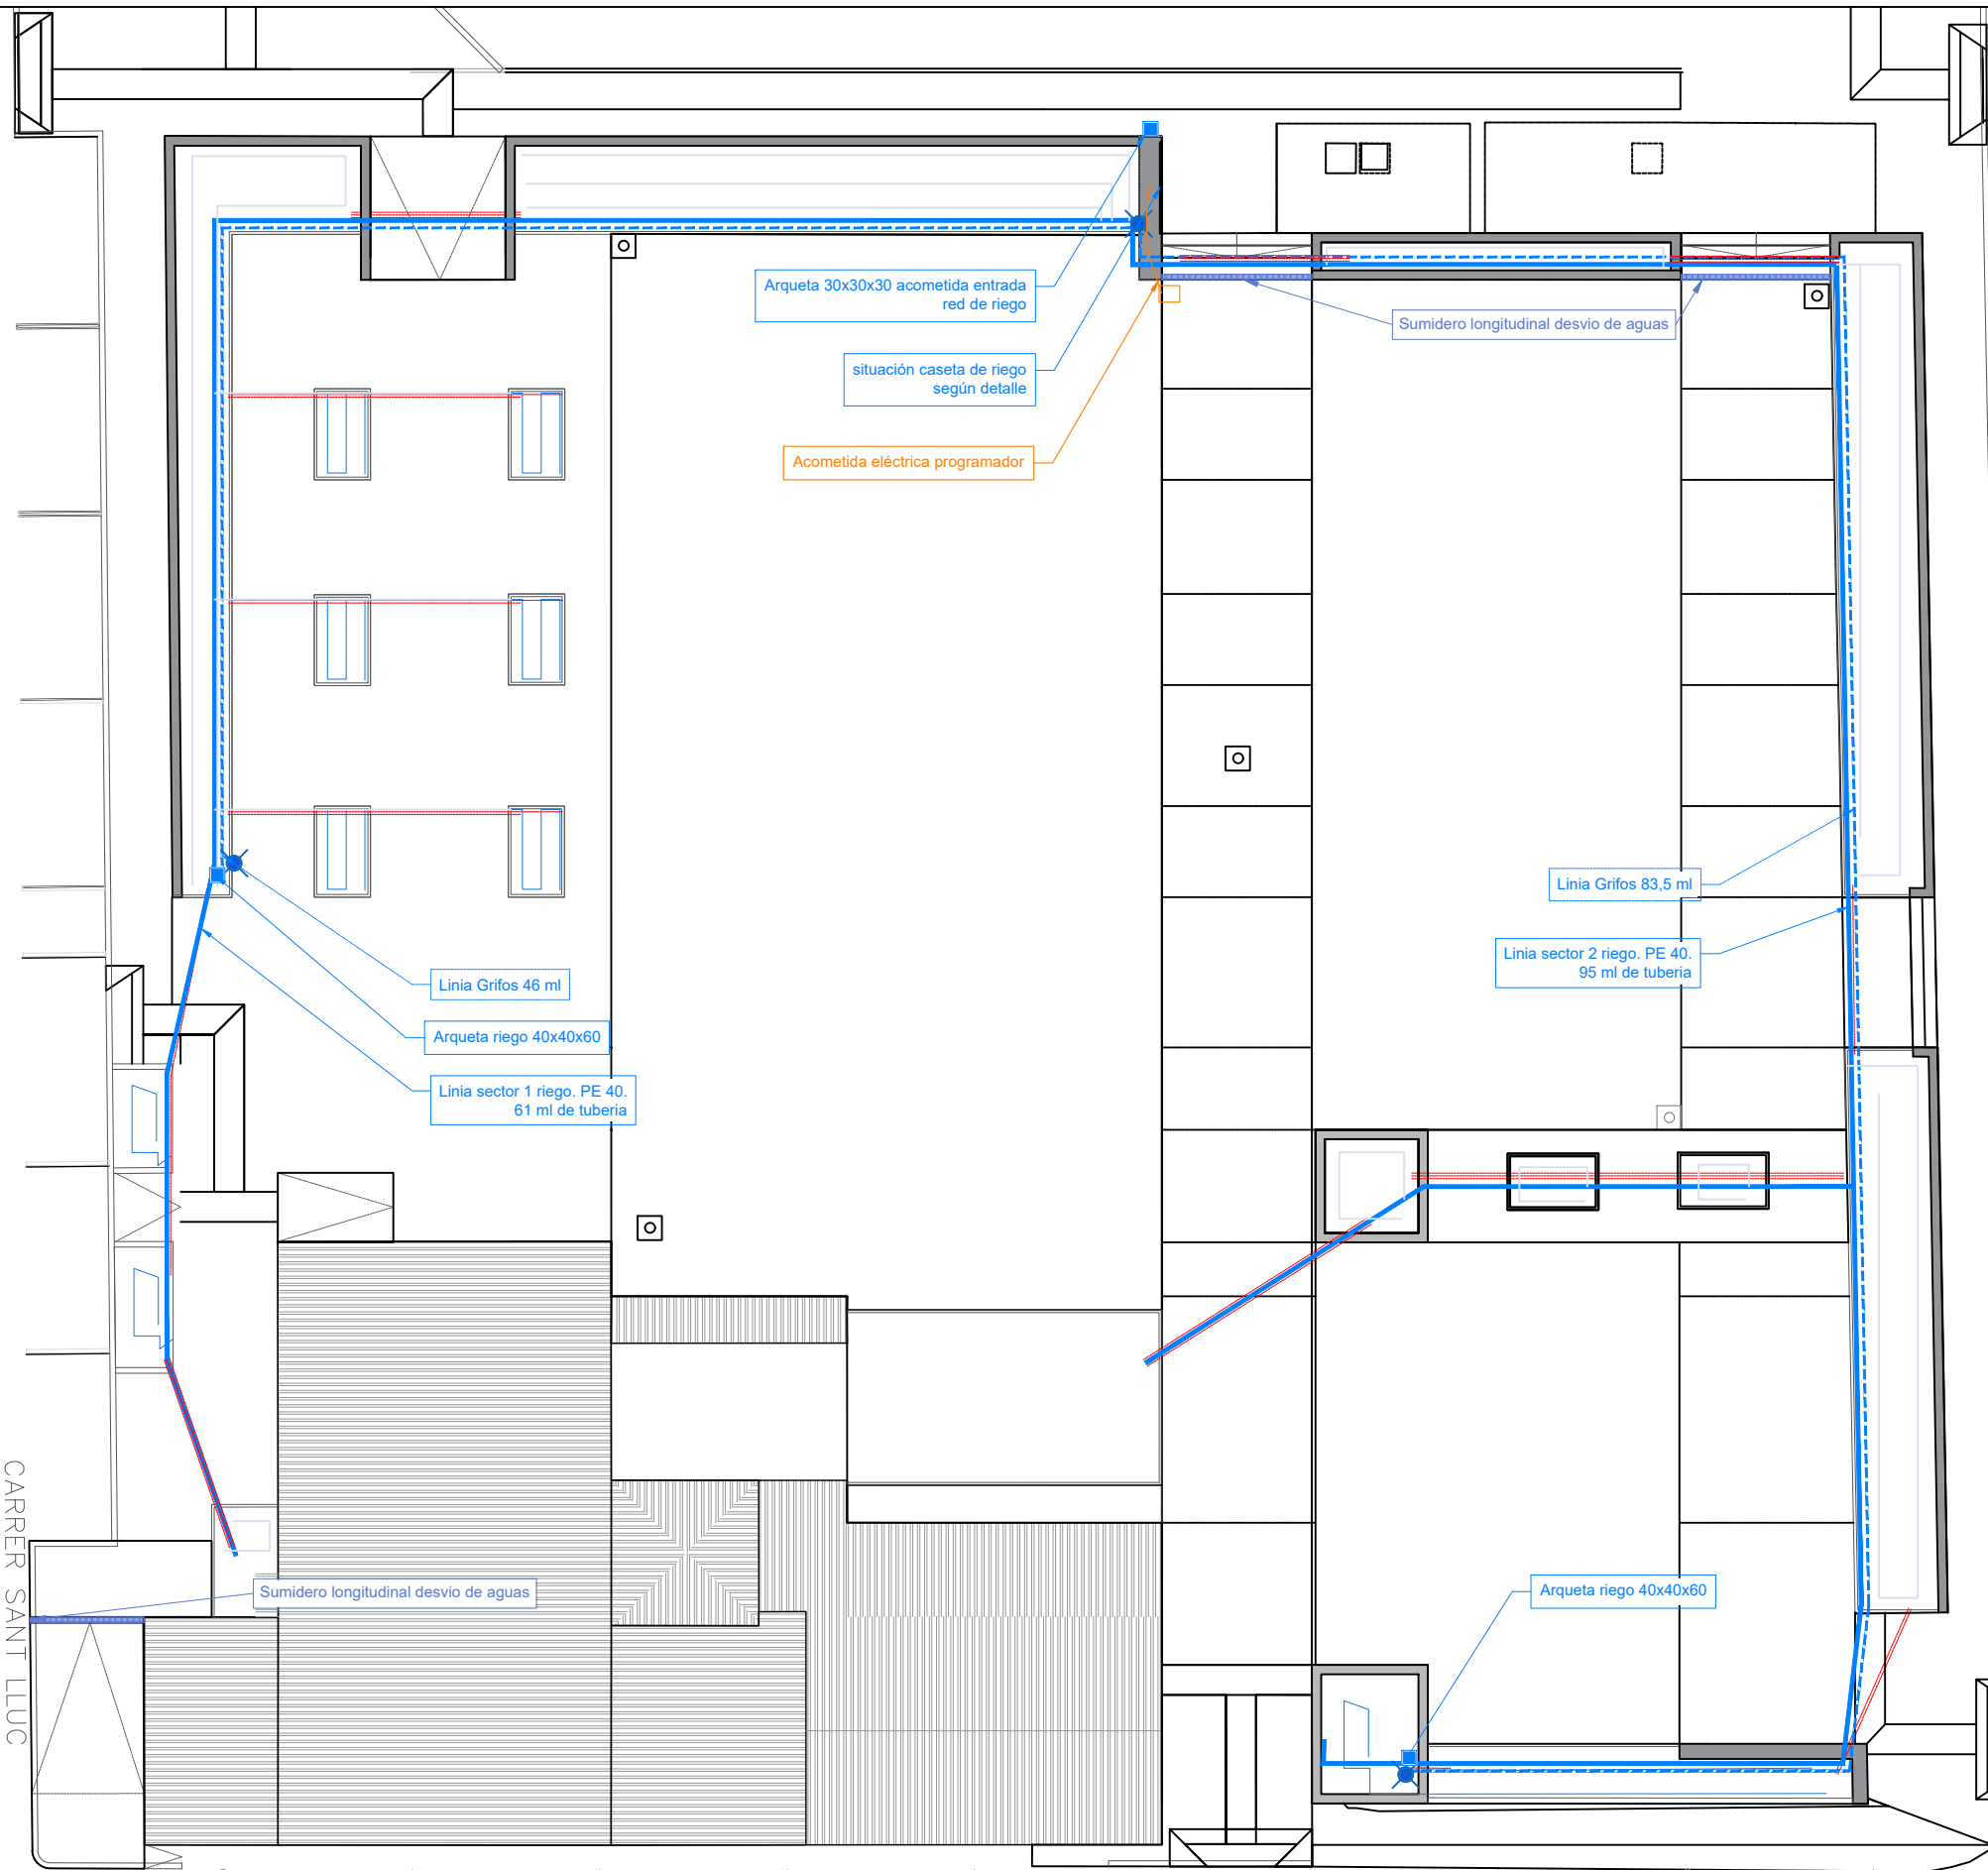 Arqueta 30x30x30 acometida entrada
red de riego
Sumidero longitudinal desvio de aguas
situación caseta de riego
según detalle
Acometida eléctrica programador
Linia Grifos 83,5 ml
Linia sector 2 riego. PE 40.
95 ml de tuberia
Linia Grifos 46 ml
Arqueta riego 40x40x60
Linia sector 1 riego. PE 40.
61 ml de tuberia
CARRER SANT LLUC
Sumidero longitudinal desvio de aguas
Arqueta riego 40x40x60